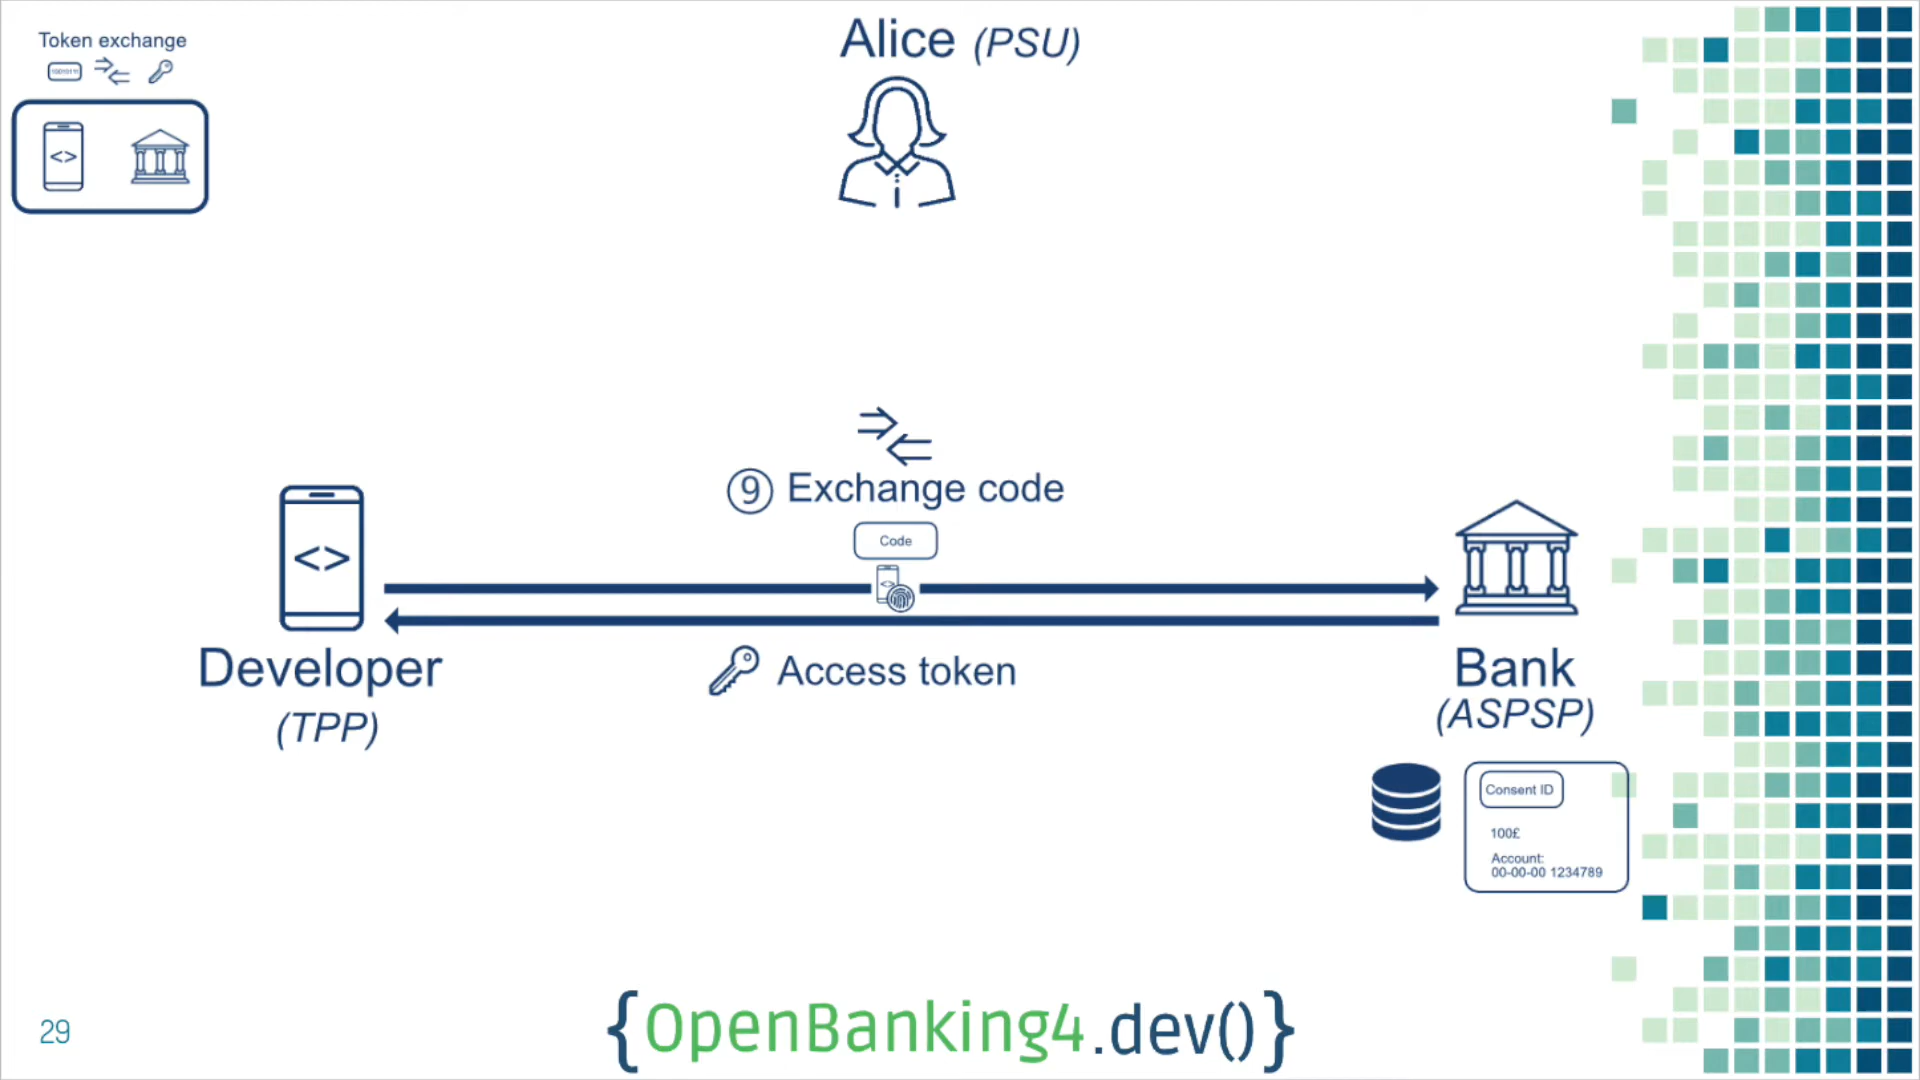 Token exchange
Alice (PSU)
<>
9 Exchange code
Code
<>
<>
Access token
Developer
(TPP)
Bank
(ASPSP)
Consent ID
100£
Account:
00-00-00 1234789
29
{OpenBanking4.dev()}